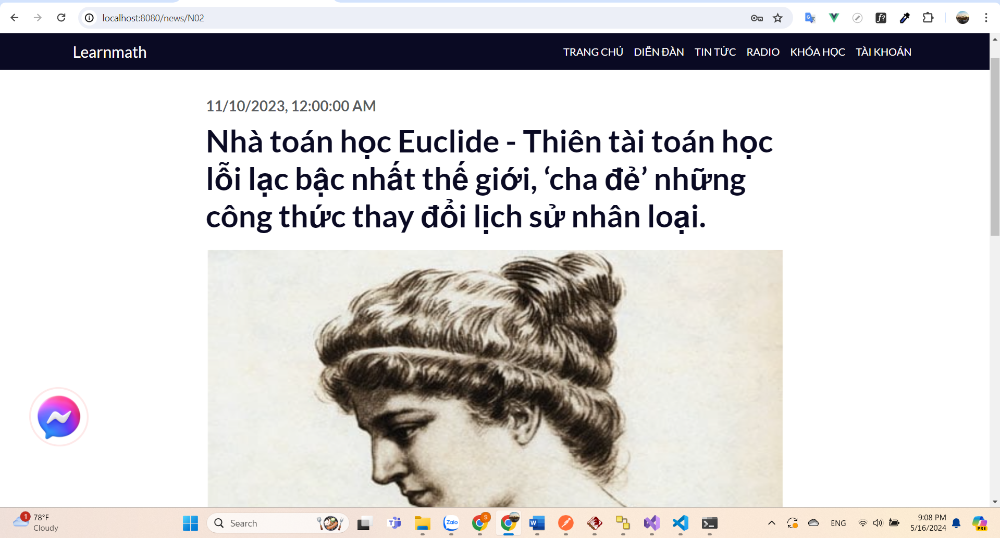 localhost:8080/news/N02
Learnmath
TRANG CHỦ DIỄN ĐÀN TIN TỨC RADIO KHÓA HỌC TÀI KHOẢN
11/10/2023, 12:00:00 AM
Nhà toán học Euclide - Thiên tài toán học
lỗi lạc bậc nhất thế giới, ‘cha đẻ’ những
công thức thay đổi lịch sử nhân loại.
1
78°F
Cloudy
Search
Zalo
S
ENG
9:08 PM
5/16/2024
PRE